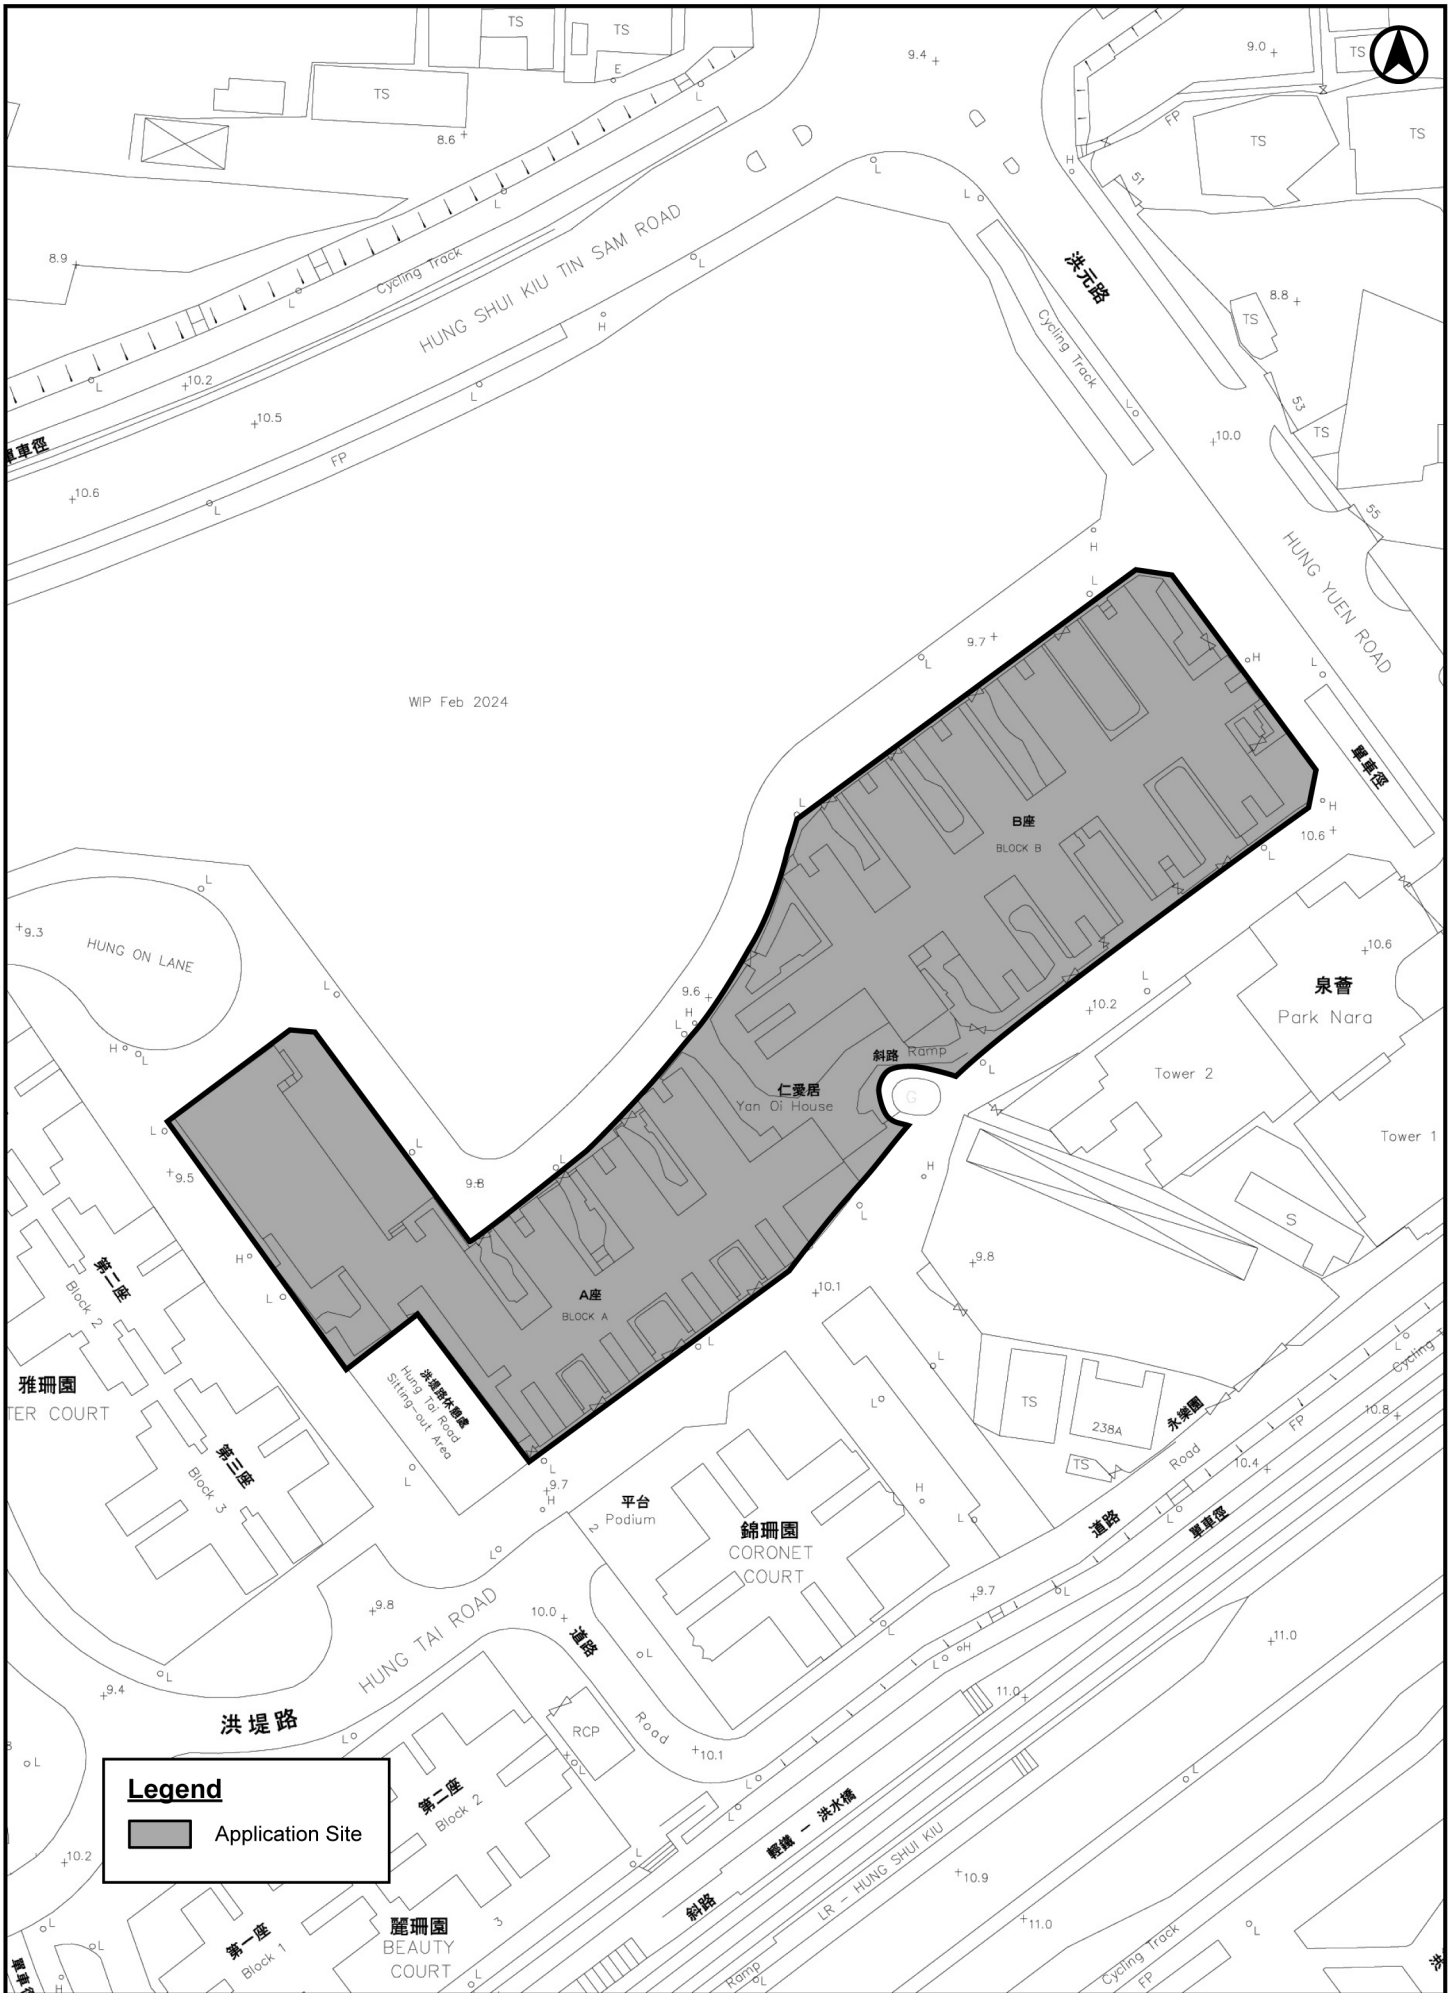 TS
TS
9.4
9.0
TS
TS
E
L
8.6
FP
TS
TS
H
51
L
L
L
8.9
HUNG SHUI KIU TIN SAM ROAD
Cycling Track
L
L
洪元路
8.8
TS
H
Cycling Track
L
10.2
L
10.5
L
53
TS
10.0
單車徑
FP
10.6
L
55
H
HUNG YUEN ROAD
L
9.7
L
H
L
WIP Feb 2024
單車徑
L
B座
BLOCK B
H
10.6
L
L
9.3
HUNG ON LANE
10.6
泉薈
Park Nara
L
L
9.6
10.2
H
L
H
L
斜路 Ramp
L
Tower 2
仁愛居
Yan Oi House
G
L
Tower 1
L
L
9.5
9.8
H
L
S
H
9.8
第二座
Block 2
L
10.1
A座
BLOCK A
L
L
Cycling T
雅珊園
TER COURT
洪堤路休憩處
Hung Tai Road
Sitting-out Area
L
TS
238A
永樂園
FP
10.8
TS
Road
10.4
第三座
Block 3
L
L
9.7
H
平台
Podium
2
錦珊園
CORONET
COURT
H
L
道路
L
單車徑
L
9.8
HUNG TAI ROAD
10.0
道路
9.7
L
L
L
H
L
11.0
L
9.4
洪堤路
L
Road
RCP
L
10.1
11.0
L
L
L
Legend
Application Site
第二座
Block 2
L
輕鐵 － 洪水橋
LR - HUNG SHUI KIU
L
10.2
10.9
斜路
11.0
L
L
第一座
Block 1
麗珊園
BEAUTY
COURT
3
L
Ramp
L
Cycling Track
FP
L
H
單車徑
洪